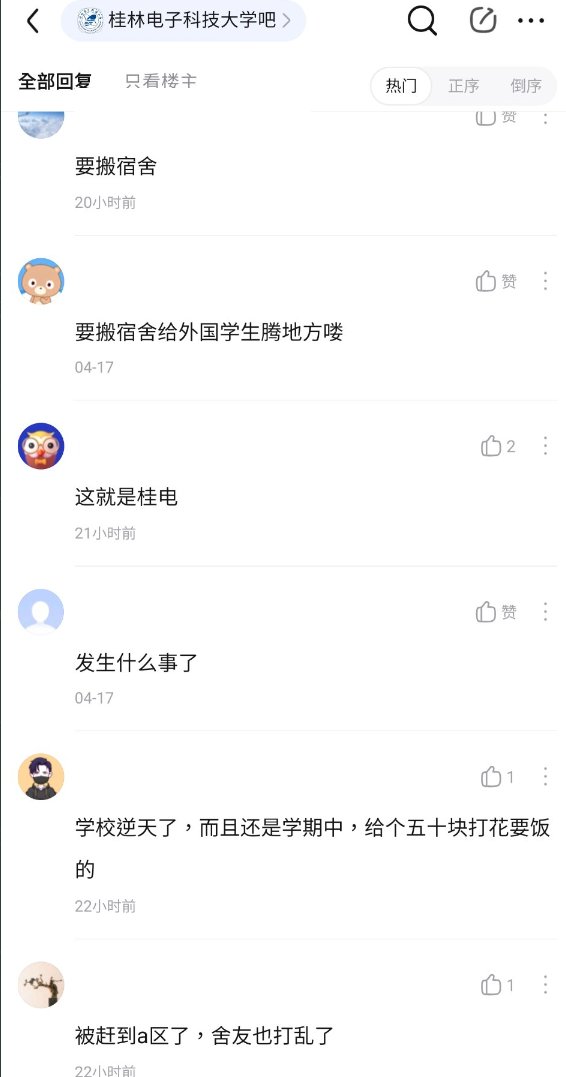 桂林电子科技大学吧
全部回复 只看楼主 热门 正序 倒序
赞
要搬宿舍
20小时前
赞
要搬宿舍给外国学生腾地方喽
04-17
2
这就是桂电
21小时前
赞
发生什么事了
04-17
1
学校逆天了，而且还是学期中，给个五十块打花要饭
的
22小时前
1
被赶到a区了，舍友也打乱了
22小时前